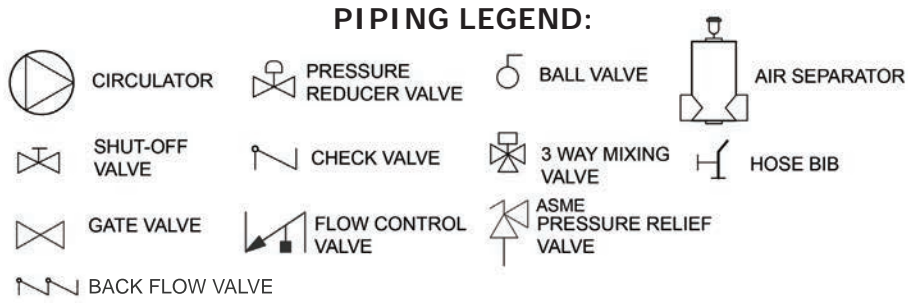 PIPING LEGEND:
CIRCULATOR
PRESSURE
REDUCER VALVE
BALL VALVE
AIR SEPARATOR
SHUT-OFF
VALVE
CHECK VALVE
3 WAY MIXING
VALVE
HOSE BIB
GATE VALVE
FLOW CONTROL
VALVE
ASME
PRESSURE RELIEF
VALVE
BACK FLOW VALVE